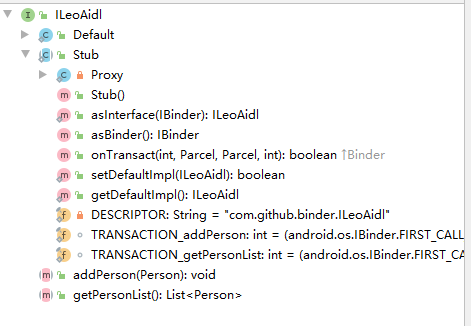 ILeoAidl
Default
Stub
Proxy
Stub()
asInterface(IBinder): ILeoAidl
asBinder(): IBinder
onTransact(int, Parcel, Parcel, int): boolean ↑Binder
setDefaultImpl(ILeoAidl): boolean
getDefaultImpl(): ILeoAidl
DESCRIPTOR: String = "com.github.binder.ILeoAidl"
TRANSACTION_addPerson: int = (android.os.IBinder.FIRST_CALL
TRANSACTION_getPersonList: int = (android.os.IBinder.FIRST_CA
addPerson(Person): void
getPersonList(): List<Person>